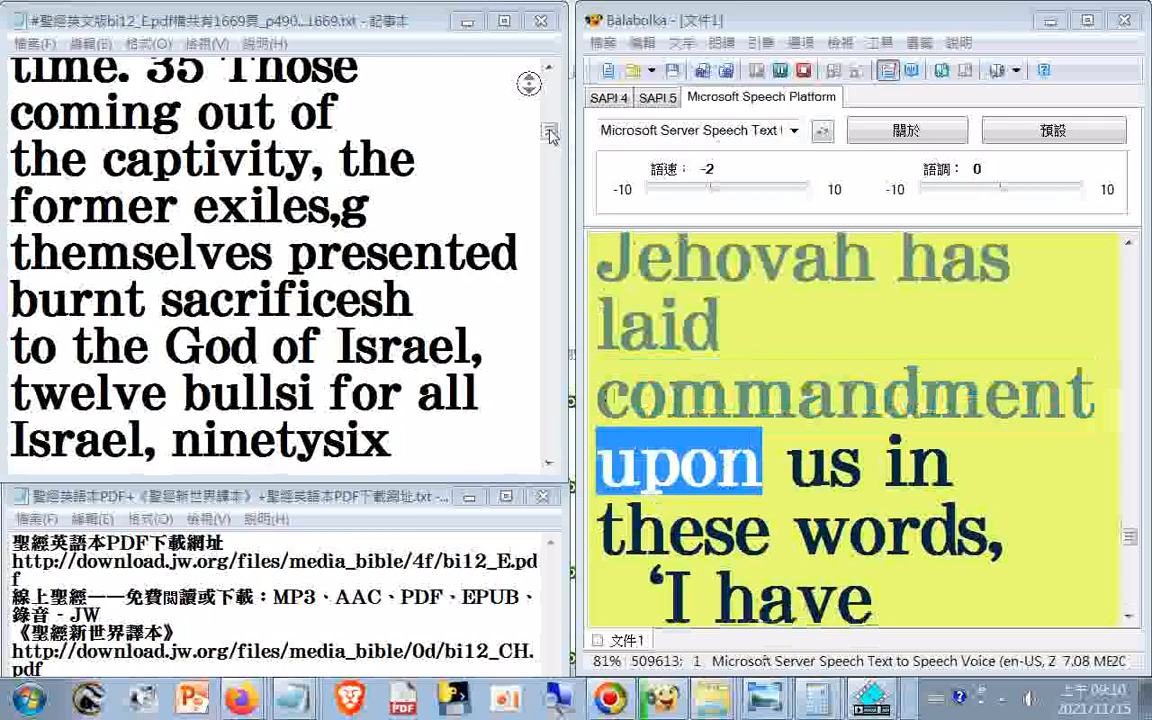 #聖經英文版bi12_E.pdf檔共有1669頁_p490...1669.txt - 記事本
檔案(F) 編輯(E) 格式(O) 檢視(V) 說明(H)
time. 35 Those
coming out of
the captivity, the
former exiles,g
themselves presented
burnt sacrificesh
to the God of Israel,
twelve bullsi for all
Israel, ninetysix
聖經英語本PDF+《聖經新世界譯本》+聖經英語本PDF下載網址.txt -...
檔案(F) 編輯(E) 格式(O) 檢視(V) 說明(H)
聖經英語本PDF下載網址
http://download.jw.org/files/media_bible/4f/bi12_E.pd
f
線上聖經——免費閱讀或下載：MP3、AAC、PDF、EPUB、
錄音 - JW
《聖經新世界譯本》
http://download.jw.org/files/media_bible/0d/bi12_CH.
pdf
Balabolka - [文件1]
檔案 編輯 文字 朗讀 引擎 選項 檢視 工具 書籤 說明
SAPI 4 SAPI 5 Microsoft Speech Platform
Microsoft Server Speech Text 關於 預設
語速： -2 語調： 0
-10 10 -10 10
Jehovah has
laid
commandment
upon us in
these words,
‘I have
文件1
81% 509613: 1 Microsoft Server Speech Text to Speech Voice (en-US, Z 7.08 ME20
PDF
上午 09:10
2021/11/15